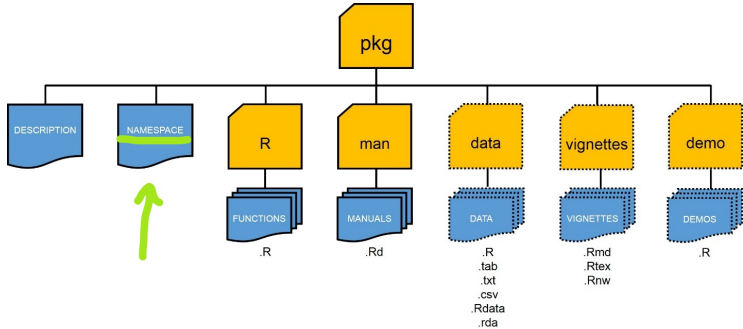 pkg
DESCRIPTION
NAMESPACE
R
man
data
vignettes
demo
FUNCTIONS
MANUALS
DATA
VIGNETTES
DEMOS
.R
.Rd
.R
.tab
.txt
.csv
.Rdata
.rda
.Rmd
.Rtex
.Rnw
.R